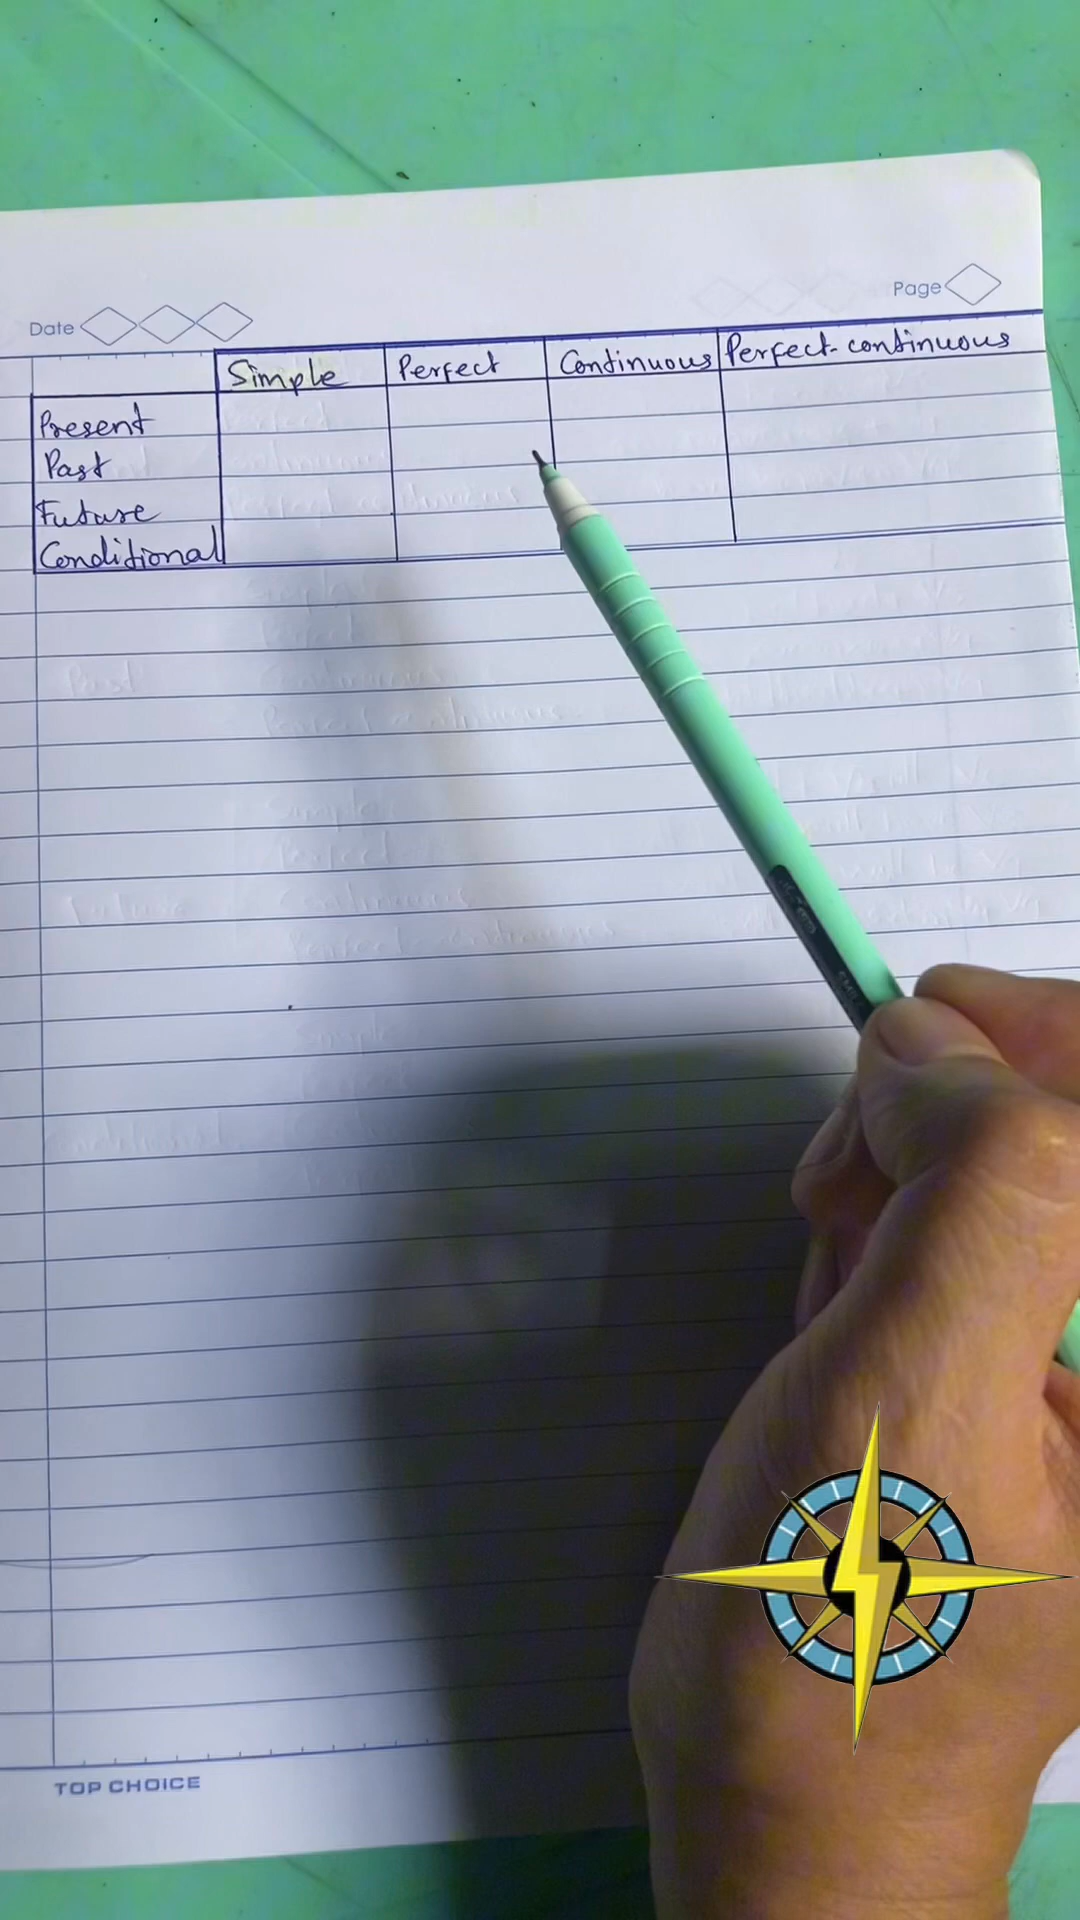 Date
Page
Simple Perfect Continuous Perfect-continuous
Present
Past
Future
Conditional
TOP CHOICE